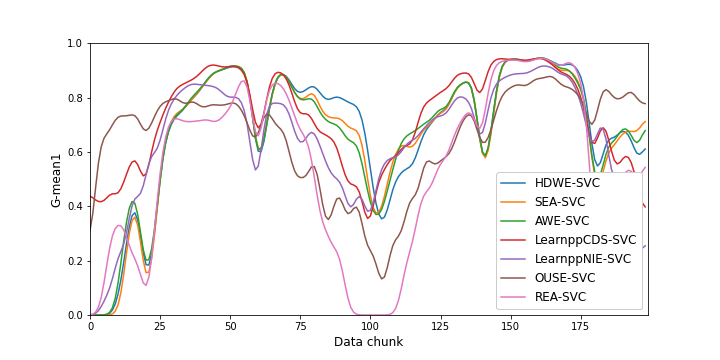 1.0
0.8
0.6
0.4
0.2
0.0
G-mean1
0
25
50
75
100
125
150
175
Data chunk
HDWE-SVC
SEA-SVC
AWE-SVC
LearnppCDS-SVC
LearnppNIE-SVC
OUSE-SVC
REA-SVC